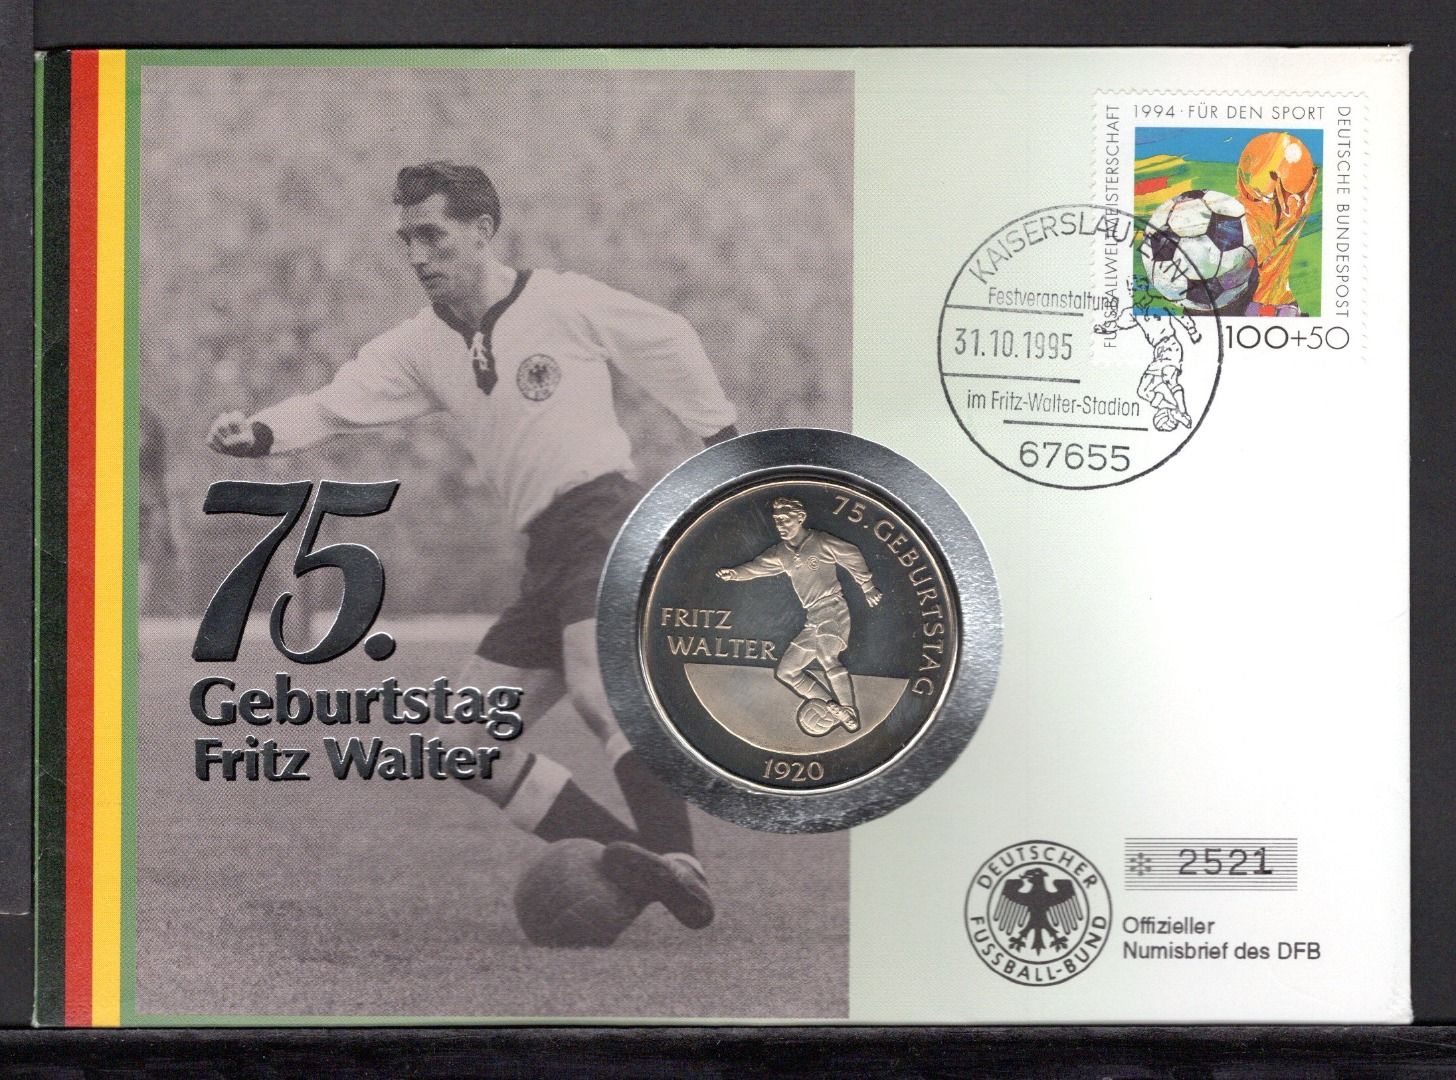 75.
Geburtstag
Fritz Walter
1994 · FÜR DEN SPORT
DEUTSCHE BUNDESPOST
FUSSBALLWELTMEISTERSCHAFT
100+50
KAISERSLAUTERN 1
Festveranstaltung
31.10.1995
im Fritz-Walter-Stadion
67655
75. GEBURTSTAG
FRITZ
WALTER
1920
DEUTSCHER
FUSSBALL-BUND
* 2521
Offizieller
Numisbrief des DFB